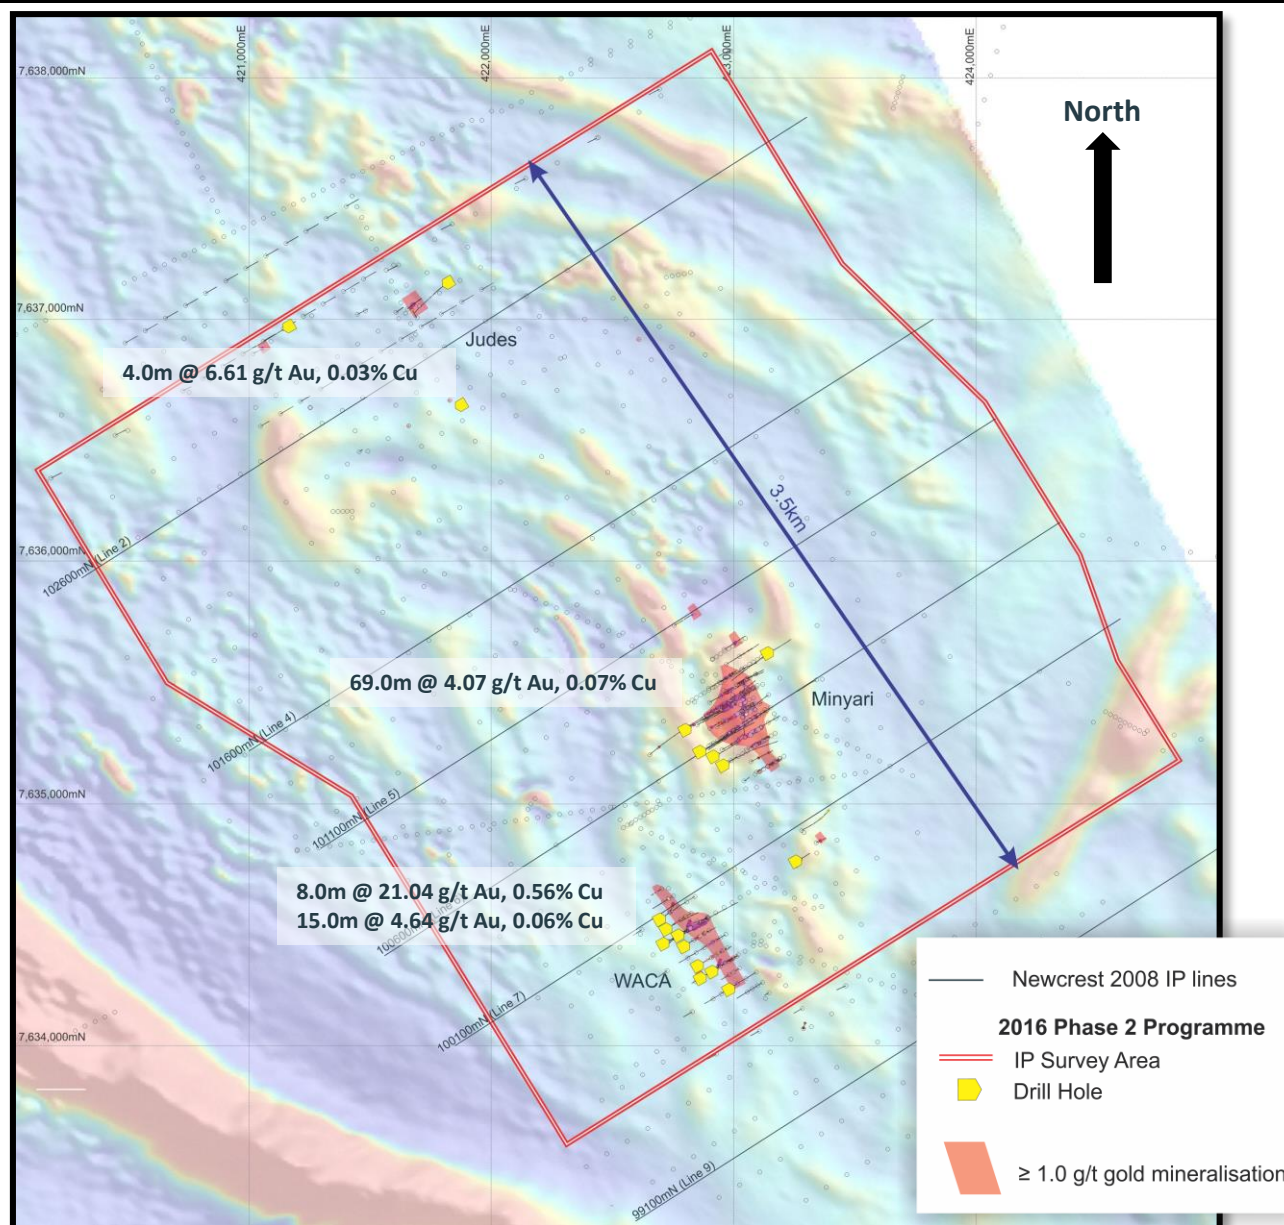 421,000mE
422,000mE
3,000mE
424,000mE
7,638,000mN
North
7,637,000mN
Judes
4.0m @ 6.61 g/t Au, 0.03% Cu
3.5km
7,636,000mN
102600mN (Line 2)
69.0m @ 4.07 g/t Au, 0.07% Cu
Minyari
101600mN (Line 4)
7,635,000mN
101100mN (Line 5)
8.0m @ 21.04 g/t Au, 0.56% Cu
15.0m @ 4.64 g/t Au, 0.06% Cu
WACA
100100mN (Line 7)
7,634,000mN
99100mN (Line 9)
Newcrest 2008 IP lines
2016 Phase 2 Programme
IP Survey Area
Drill Hole
≥ 1.0 g/t gold mineralisation